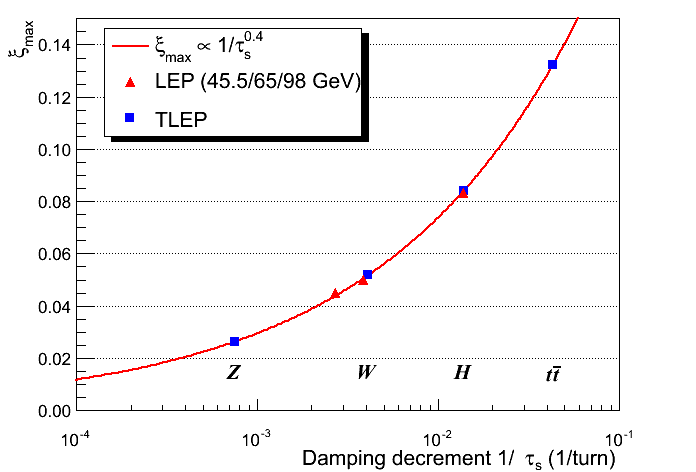 ξmax ∝ 1/τs^0.4
LEP (45.5/65/98 GeV)
TLEP
ξmax
0.14
0.12
0.10
0.08
0.06
0.04
0.02
0.00
Z W H tt̅
10^-4 10^-3 10^-2 10^-1
Damping decrement 1/ τs (1/turn)